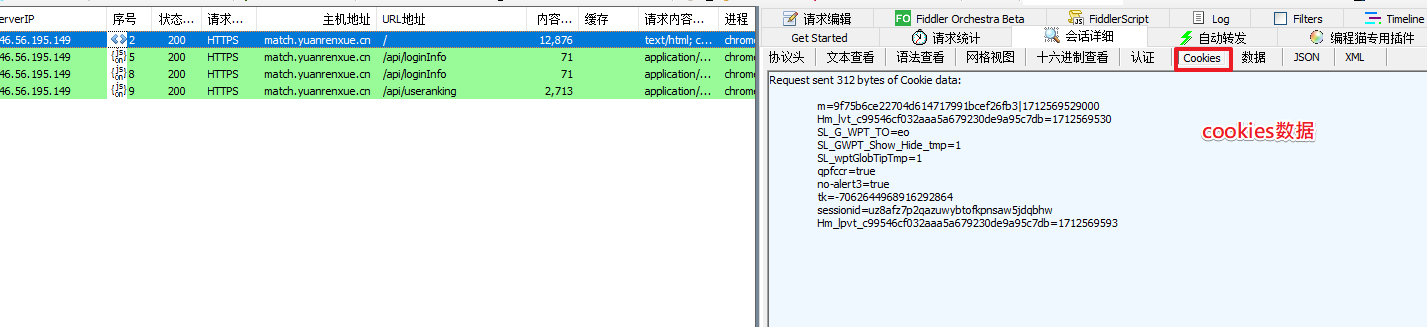 erverIP 序号 状态... 请求... 主机地址 URL地址 内容... 缓存 请求内容... 进程
46.56.195.149 2 200 HTTPS match.yuanrenxue.cn / 12,876 text/html; c... chrome
46.56.195.149 5 200 HTTPS match.yuanrenxue.cn /api/loginInfo 71 application/... chrome
46.56.195.149 8 200 HTTPS match.yuanrenxue.cn /api/loginInfo 71 application/... chrome
46.56.195.149 9 200 HTTPS match.yuanrenxue.cn /api/useranking 2,713 application/... chrome
请求编辑 FO Fiddler Orchestra Beta FiddlerScript Log Filters Timeline
Get Started 请求统计 会话详细 自动转发 编程猫专用插件
协议头 文本查看 语法查看 网格视图 十六进制查看 认证 Cookies 数据 JSON XML
Request sent 312 bytes of Cookie data:
m=9f75b6ce22704d614717991bcef26fb3|1712569529000
Hm_lvt_c99546cf032aaa5a679230de9a95c7db=1712569530
SL_G_WPT_TO=eo
SL_GWPT_Show_Hide_tmp=1
SL_wptGlobTipTmp=1
qpfccr=true
no-alert3=true
tk=-7062644968916292864
sessionid=uz8afz7p2qazuwybtofkpnsaw5jdqbhw
Hm_lpvt_c99546cf032aaa5a679230de9a95c7db=1712569593
cookies数据